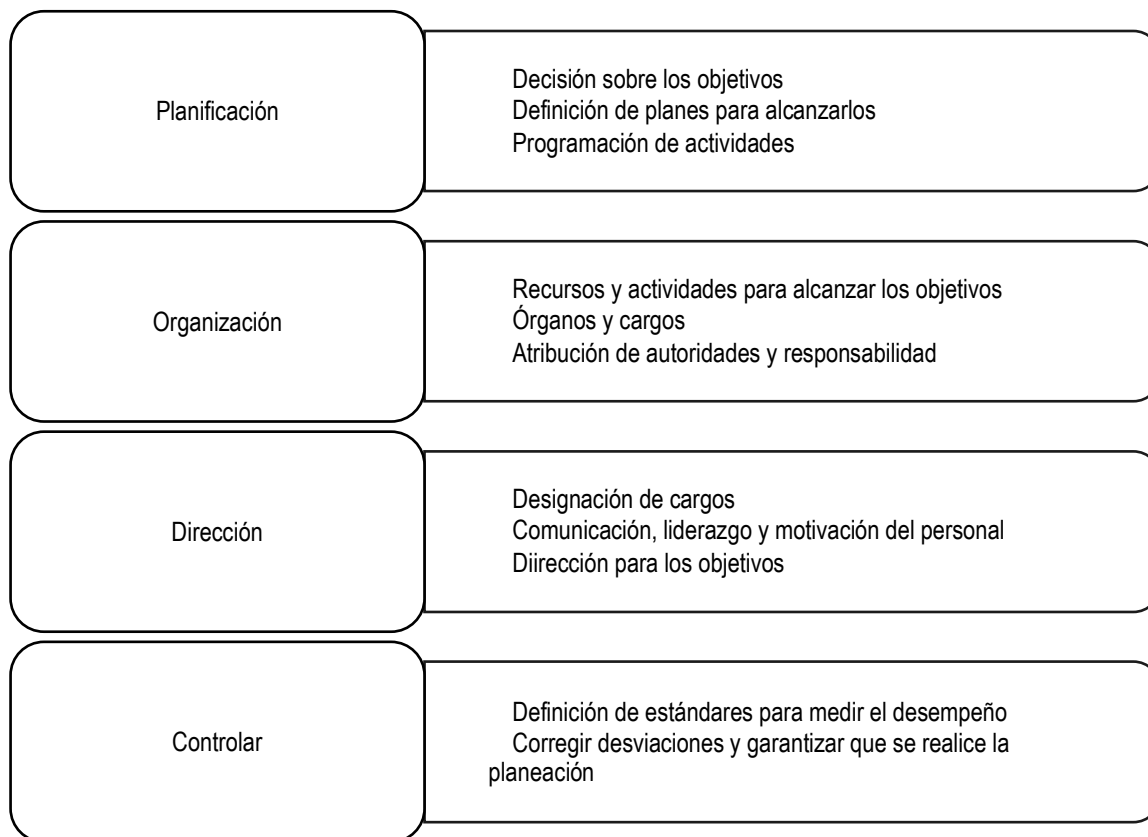 Planificación
Decisión sobre los objetivos
Definición de planes para alcanzarlos
Programación de actividades
Organización
Recursos y actividades para alcanzar los objetivos
Órganos y cargos
Atribución de autoridades y responsabilidad
Dirección
Designación de cargos
Comunicación, liderazgo y motivación del personal
Diirección para los objetivos
Controlar
Definición de estándares para medir el desempeño
Corregir desviaciones y garantizar que se realice la
planeación